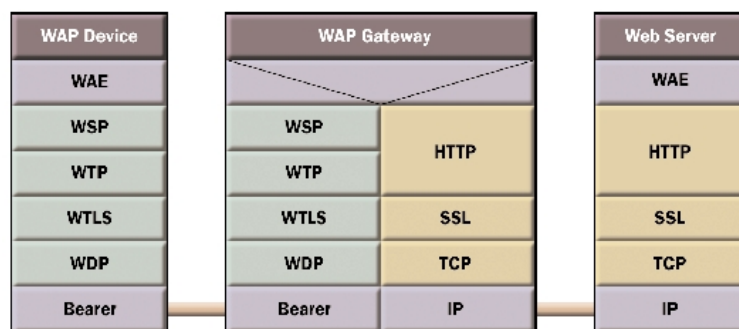 WAP Device
WAE
WSP
WTP
WTLS
WDP
Bearer
WAP Gateway
WSP
WTP
WTLS
WDP
Bearer
HTTP
SSL
TCP
IP
Web Server
WAE
HTTP
SSL
TCP
IP